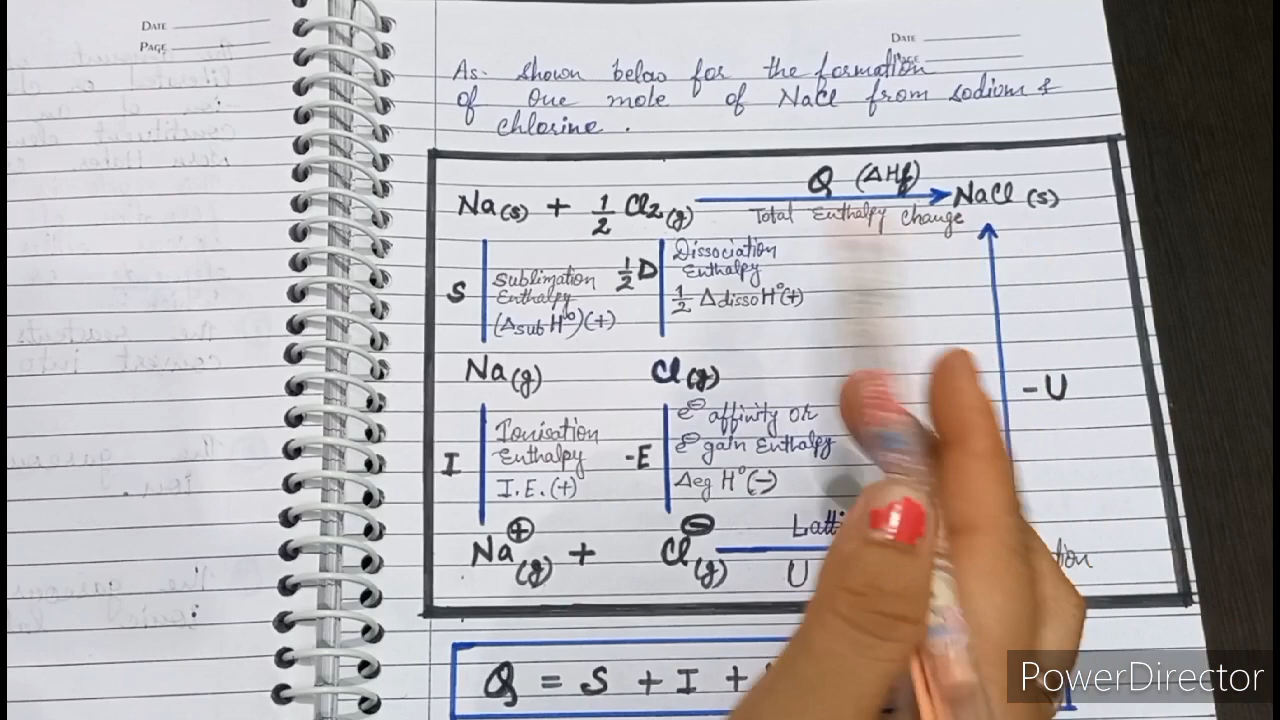 DATE
PAGE
DATE
As shown below for the formation
of one mole of NaCl from sodium &
chlorine.
Na(s) + 1/2 Cl2(g) Q (ΔHf) NaCl (s)
Total Enthalpy change
S Sublimation Enthalpy (ΔsubH°)(+)
1/2 D Dissociation Enthalpy 1/2 ΔdissoH°(+)
Na(g) Cl(g)
- U
I Ionisation Enthalpy I.E.(+)
-E e⊖ affinity or e⊖ gain Enthalpy ΔegH°(-)
Na⊕(g) + Cl⊖(g)
U
Q = S + I +
PowerDirector